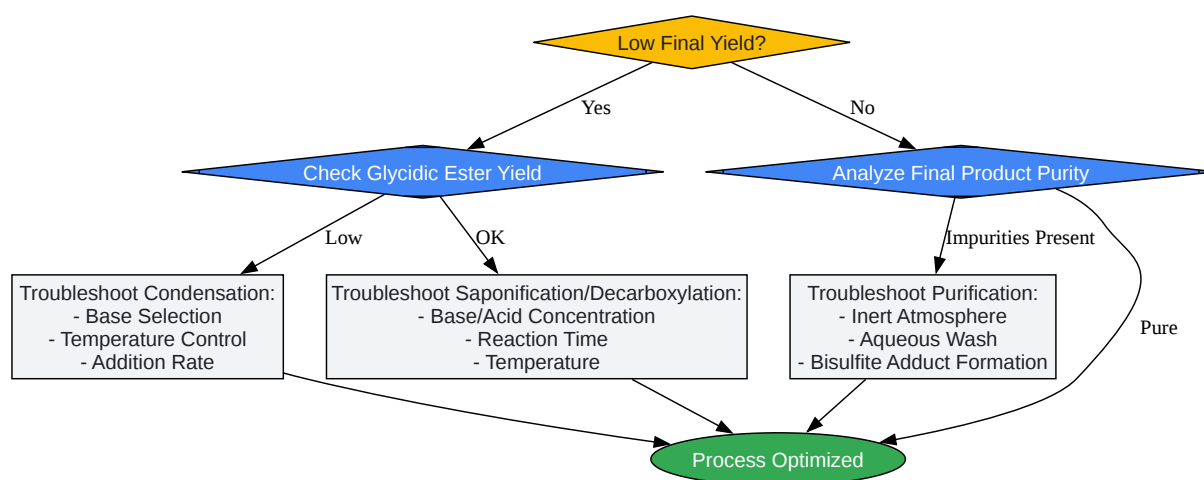 Low Final Yield?
Yes
No
Check Glycidic Ester Yield
Analyze Final Product Purity
Low
OK
Impurities Present
Troubleshoot Condensation:
- Base Selection
- Temperature Control
- Addition Rate
Troubleshoot Saponification/Decarboxylation:
- Base/Acid Concentration
- Reaction Time
- Temperature
Troubleshoot Purification:
- Inert Atmosphere
- Aqueous Wash
- Bisulfite Adduct Formation
Pure
Process Optimized